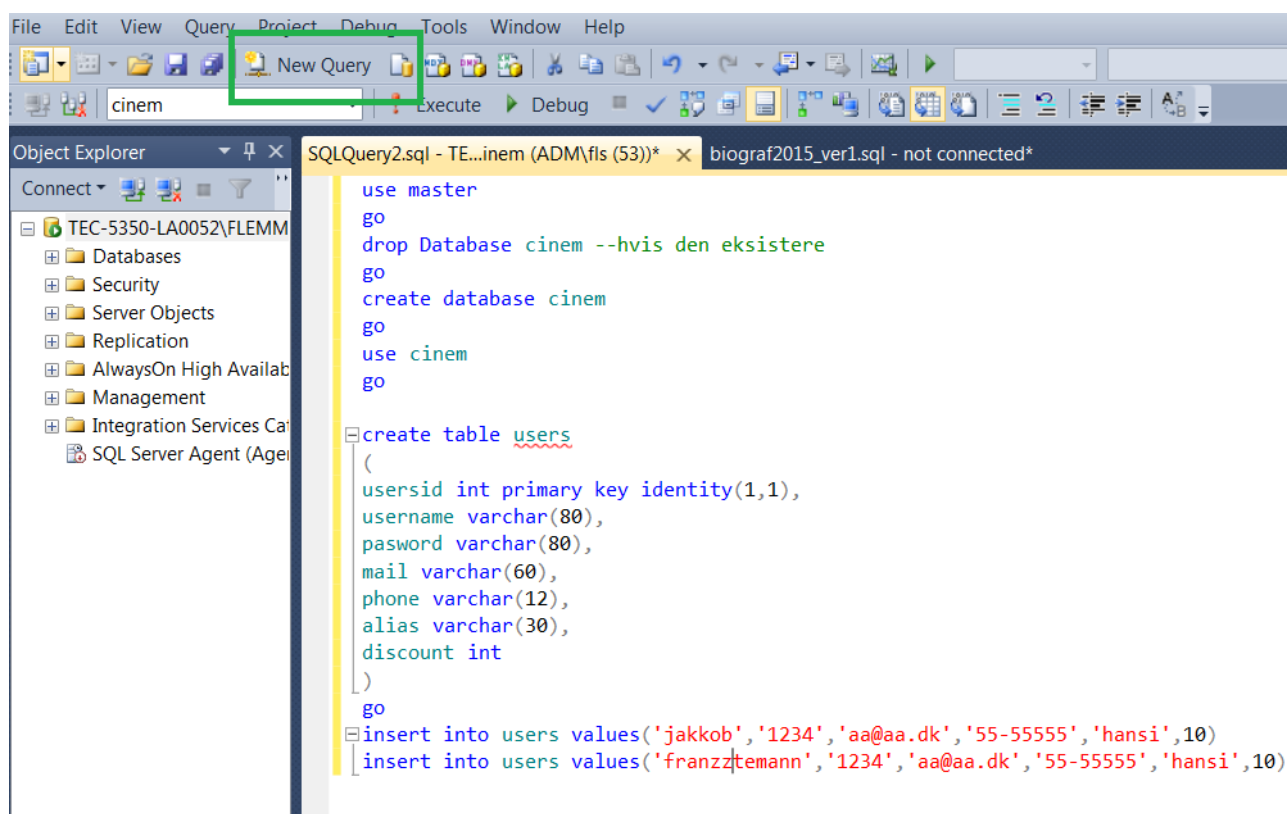 File Edit View Query Project Debug Tools Window Help
New Query
cinem Execute Debug
Object Explorer
Connect
TEC-5350-LA0052\FLEMM
Databases
Security
Server Objects
Replication
AlwaysOn High Availab
Management
Integration Services Cat
SQL Server Agent (Agen
SQLQuery2.sql - TE...inem (ADM\fls (53))* biograf2015_ver1.sql - not connected*
use master
go
drop Database cinem --hvis den eksistere
go
create database cinem
go
use cinem
go
create table users
(
usersid int primary key identity(1,1),
username varchar(80),
pasword varchar(80),
mail varchar(60),
phone varchar(12),
alias varchar(30),
discount int
)
go
insert into users values('jakkob','1234','aa@aa.dk','55-55555','hansi',10)
insert into users values('franzztemann','1234','aa@aa.dk','55-55555','hansi',10)